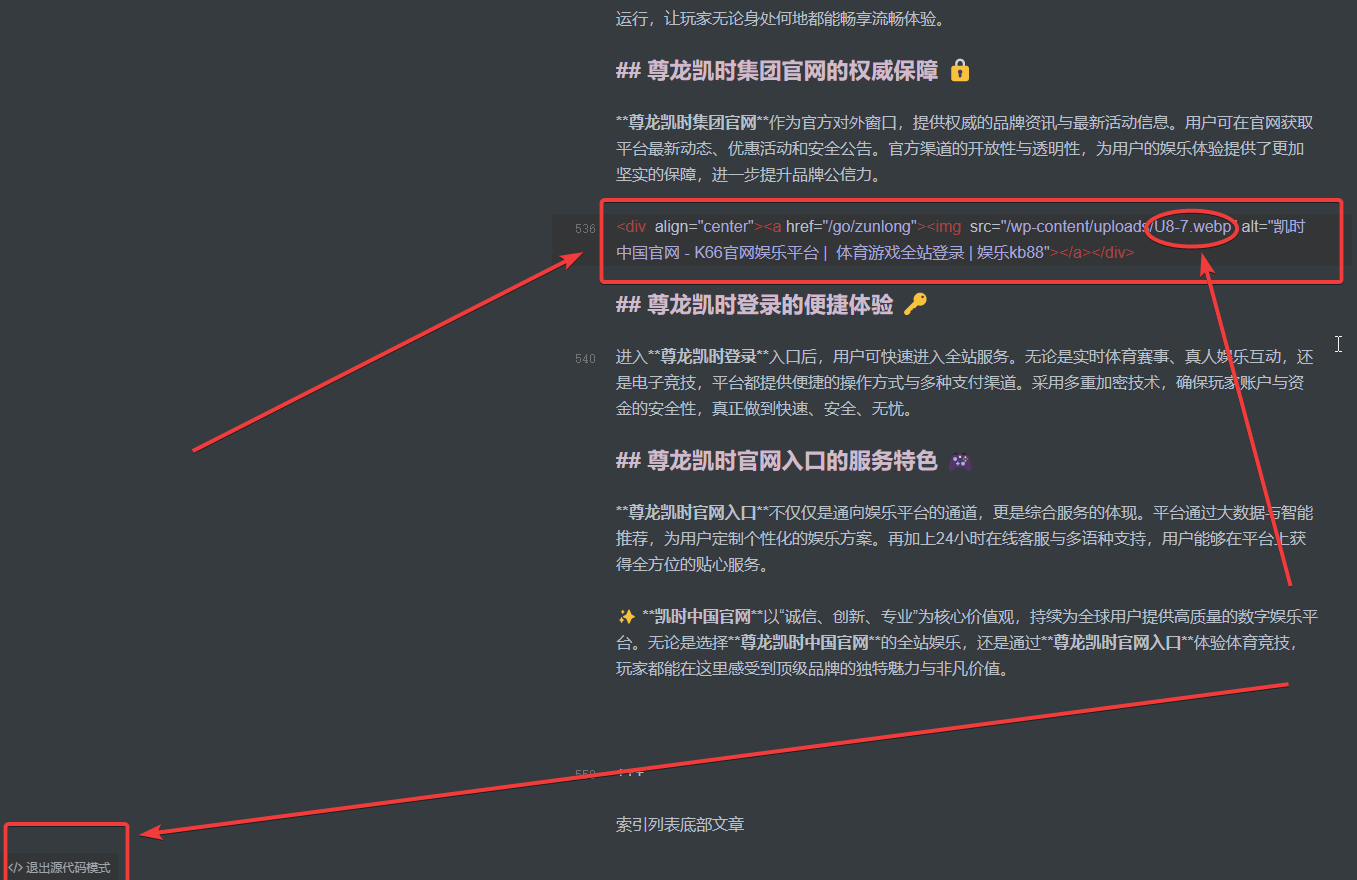 运行，让玩家无论身处何地都能畅享流畅体验。
## 尊龙凯时集团官网的权威保障 🔒
**尊龙凯时集团官网**作为官方对外窗口，提供权威的品牌资讯与最新活动信息。用户可在官网获取
平台最新动态、优惠活动和安全公告。官方渠道的开放性与透明性，为用户的娱乐体验提供了更加
坚实的保障，进一步提升品牌公信力。
536
<div align="center"><a href="/go/zunlong"><img src="/wp-content/uploads/U8-7.webp" alt="凯时
中国官网 - K66官网娱乐平台 | 体育游戏全站登录 | 娱乐kb88"></a></div>
## 尊龙凯时登录的便捷体验 🔑
540
进入**尊龙凯时登录**入口后，用户可快速进入全站服务。无论是实时体育赛事、真人娱乐互动，还
是电子竞技，平台都提供便捷的操作方式与多种支付渠道。采用多重加密技术，确保玩家账户与资
金的安全性，真正做到快速、安全、无忧。
## 尊龙凯时官网入口的服务特色 🎮
**尊龙凯时官网入口**不仅仅是通向娱乐平台的通道，更是综合服务的体现。平台通过大数据与智能
推荐，为用户定制个性化的娱乐方案。再加上24小时在线客服与多语种支持，用户能够在平台上获
得全方位的贴心服务。
✨ **凯时中国官网**以“诚信、创新、专业”为核心价值观，持续为全球用户提供高质量的数字娱乐平
台。无论是选择**尊龙凯时中国官网**的全站娱乐，还是通过**尊龙凯时官网入口**体验体育竞技，
玩家都能在这里感受到顶级品牌的独特魅力与非凡价值。
索引列表底部文章
</> 退出源代码模式